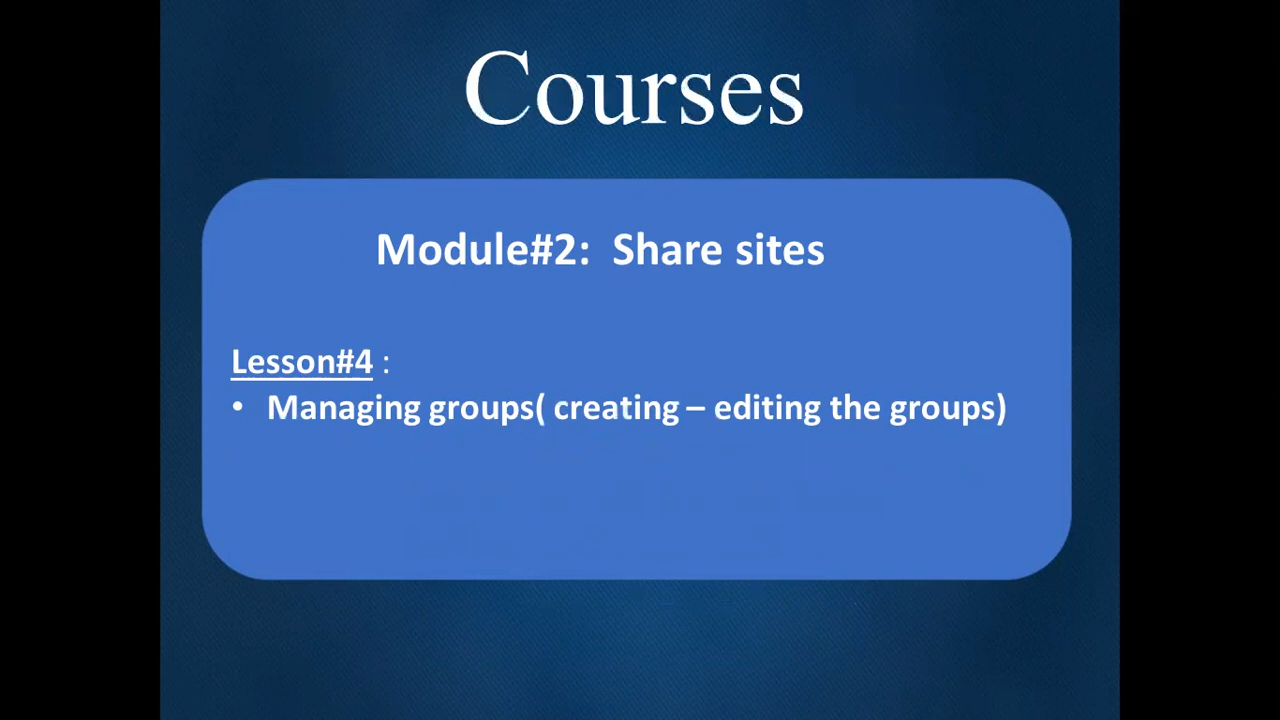 Courses
Module#2:  Share sites
Lesson#4 :
• Managing groups( creating – editing the groups)